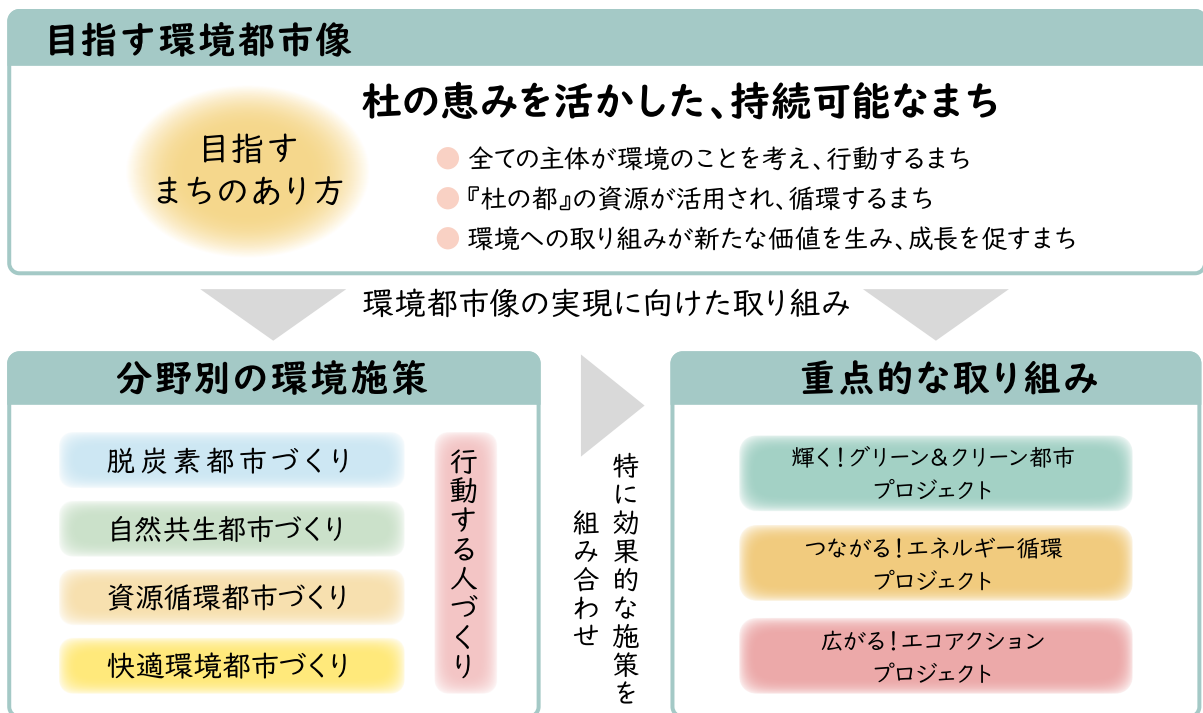 目指す環境都市像
目指す
まちのあり方
杜の恵みを活かした、持続可能なまち
全ての主体が環境のことを考え、行動するまち
『杜の都』の資源が活用され、循環するまち
環境への取り組みが新たな価値を生み、成長を促すまち
環境都市像の実現に向けた取り組み
分野別の環境施策
脱炭素都市づくり
自然共生都市づくり
資源循環都市づくり
快適環境都市づくり
行動する人づくり
特に効果的な施策を
組み合わせ
重点的な取り組み
輝く!グリーン&クリーン都市
プロジェクト
つながる!エネルギー循環
プロジェクト
広がる!エコアクション
プロジェクト